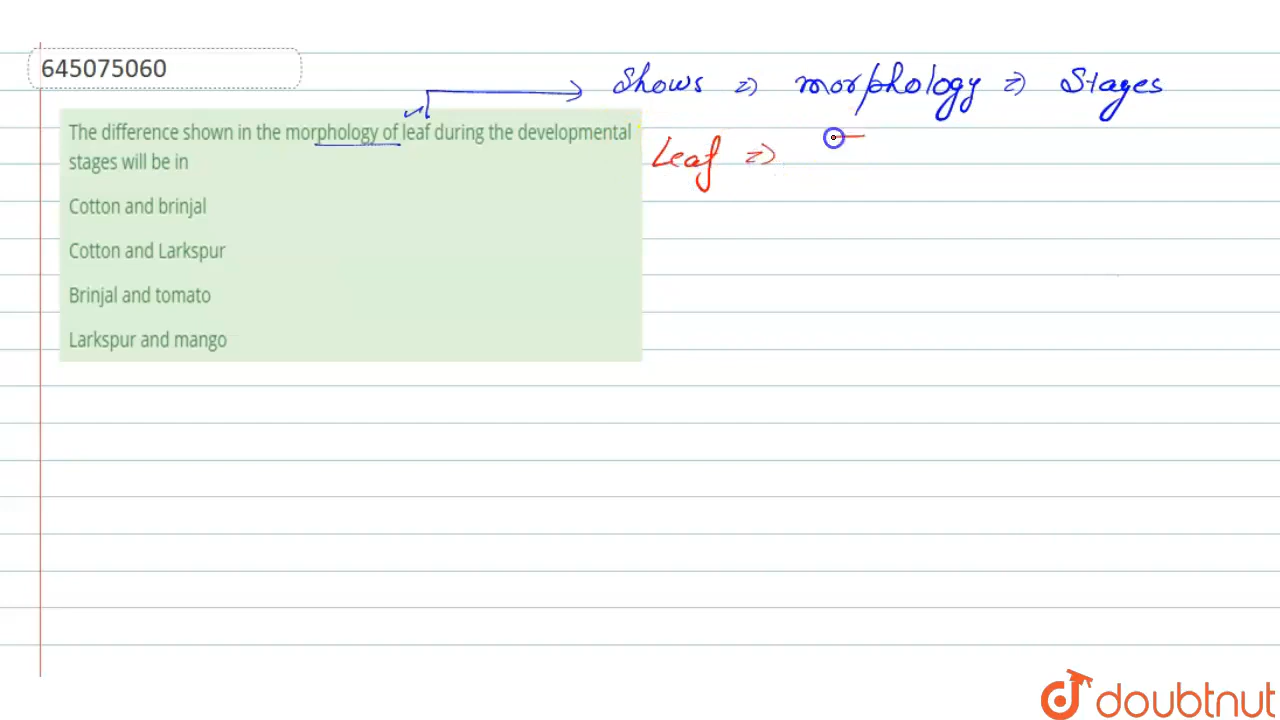 645075060
Shows => morphology => Stages
The difference shown in the morphology of leaf during the developmental
stages will be in
Leaf =>
Cotton and brinjal
Cotton and Larkspur
Brinjal and tomato
Larkspur and mango
doubtnut